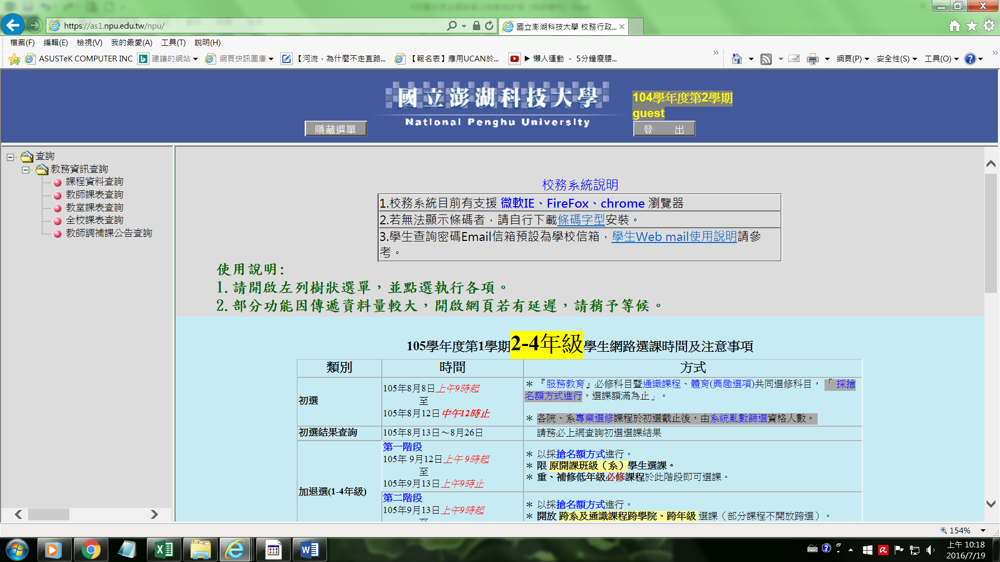 https://as1.npu.edu.tw/npu/
國立澎湖科技大學 校務行政...
檔案(F) 編輯(E) 檢視(V) 我的最愛(A) 工具(T) 說明(H)
ASUSTeK COMPUTER INC 建議的網站 網頁快訊圖庫 【河流，為什麼不走直路... 【報名表】應用UCAN於... ▶ 懶人運動 - 5分鐘瘦腰... 網頁(P) 安全性(S) 工具(O)
國立澎湖科技大學
National Penghu University
104學年度第2學期
guest
隱藏選單
登 出
查詢
教務資訊查詢
課程資料查詢
教師課表查詢
教室課表查詢
全校課表查詢
教師調補課公告查詢
校務系統說明
1.校務系統目前有支援 微軟IE、FireFox、chrome 瀏覽器
2.若無法顯示條碼者，請自行下載條碼字型安裝。
3.學生查詢密碼Email信箱預設為學校信箱，學生Web mail使用說明請參
考。
使用說明:
1.請開啟左列樹狀選單，並點選執行各項。
2.部分功能因傳遞資料量較大，開啟網頁若有延遲，請稍予等候。
105學年度第1學期2-4年級學生網路選課時間及注意事項
類別 時間 方式
初選
105年8月8日上午9時起
至
105年8月12日中午12時止
＊『服務教育』必修科目暨通識課程、體育(興趣選項)共同選修科目，「 採搶
名額方式進行，選課額滿為止」。
＊ 各院、系專業選修課程於初選截止後，由系統亂數篩選資格人數。
初選結果查詢 105年8月13日～8月26日 請務必上網查詢初選選課結果
加退選(1-4年級)
第一階段
105年 9月12日上午 9時起
至
105年9月13日上午9時止
＊ 以採搶名額方式進行。
＊ 限 原開課班級（系）學生選課。
＊ 重、補修低年級必修課程於此階段即可選課。
第二階段
105年9月13日上午9時起
至
＊ 以採搶名額方式進行。
＊ 開放 跨系及通識課程跨學院、跨年級 選課（部分課程不開放跨選）。
154%
上午 10:18
2016/7/19